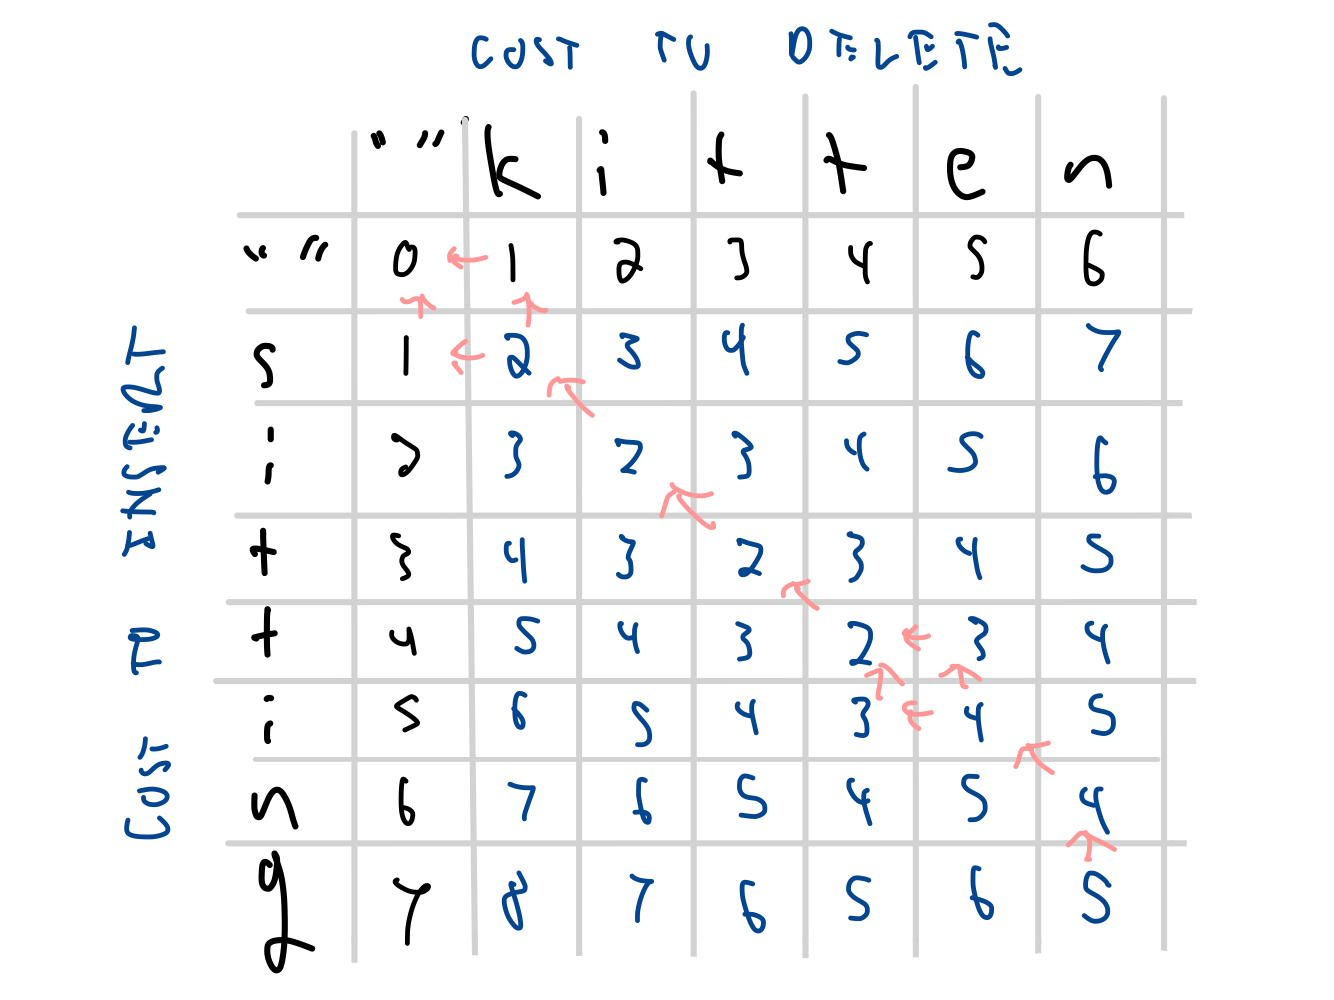 COST TO DELETE
"" k i t t e n
"" 0 1 2 3 4 5 6
s 1 2 3 4 5 6 7
i 2 3 2 3 4 5 6
t 3 4 3 2 3 4 5
t 4 5 4 3 2 3 4
i 5 6 5 4 3 4 5
n 6 7 6 5 4 5 4
g 7 8 7 6 5 6 5
COST TO INSERT